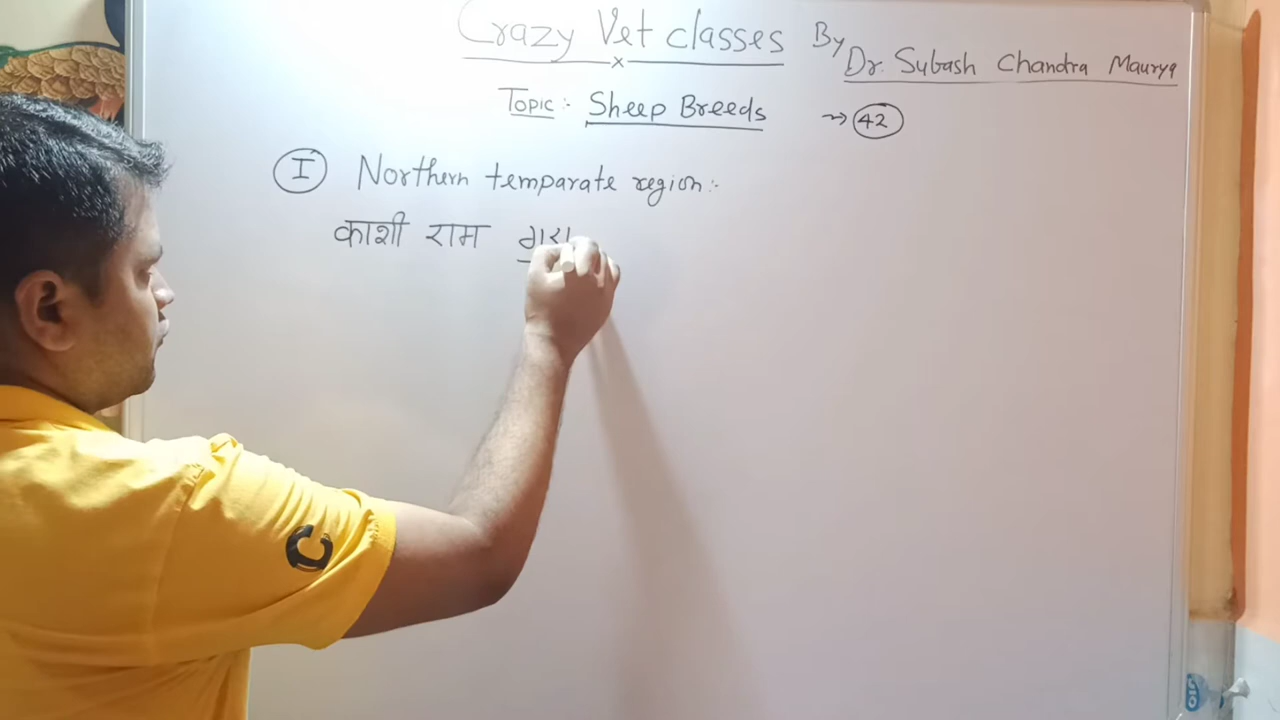 Crazy Vet classes By Dr. Subash Chandra Maurya
Topic:- Sheep Breeds → 42
I Northern temparate region:-
काशी राम